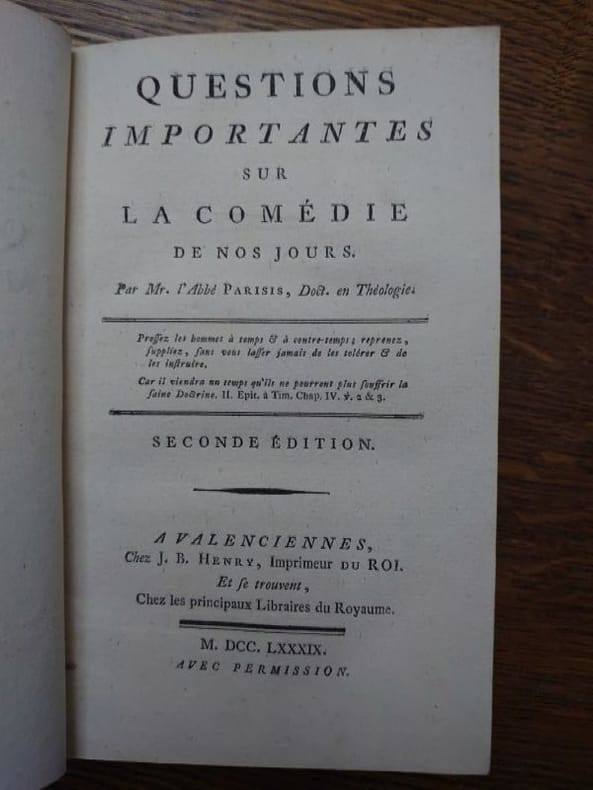 QUESTIONS
IMPORTANTES
SUR
LA COMÉDIE
DE NOS JOURS.
Par Mr. l'Abbé PARISIS, Doct. en Théologie.
Pressez les hommes à temps & à contre-temps ; reprenez,
suppliez, sans vous lasser jamais de les tolérer & de
les instruire.
Car il viendra un temps qu'ils ne pourront plus souffrir la
saine Doctrine. II. Epit. à Tim. Chap. IV. ℣. 2 & 3.
SECONDE ÉDITION.
A VALENCIENNES,
Chez J. B. HENRY, Imprimeur DU ROI.
Et se trouvent,
Chez les principaux Libraires du Royaume.
M. DCC. LXXXIX.
AVEC PERMISSION.